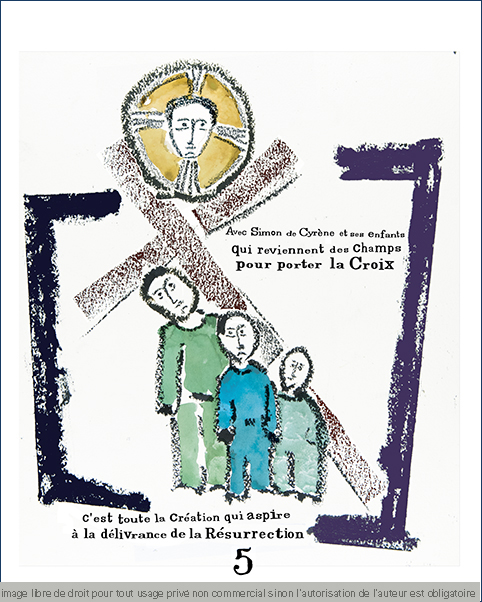 Avec Simon de Cyrène et ses enfants
qui reviennent des champs
pour porter la Croix
c'est toute la Création qui aspire
à la délivrance de la Résurrection
5
image libre de droit pour tout usage privé non commercial sinon l'autorisation de l'auteur est obligatoire